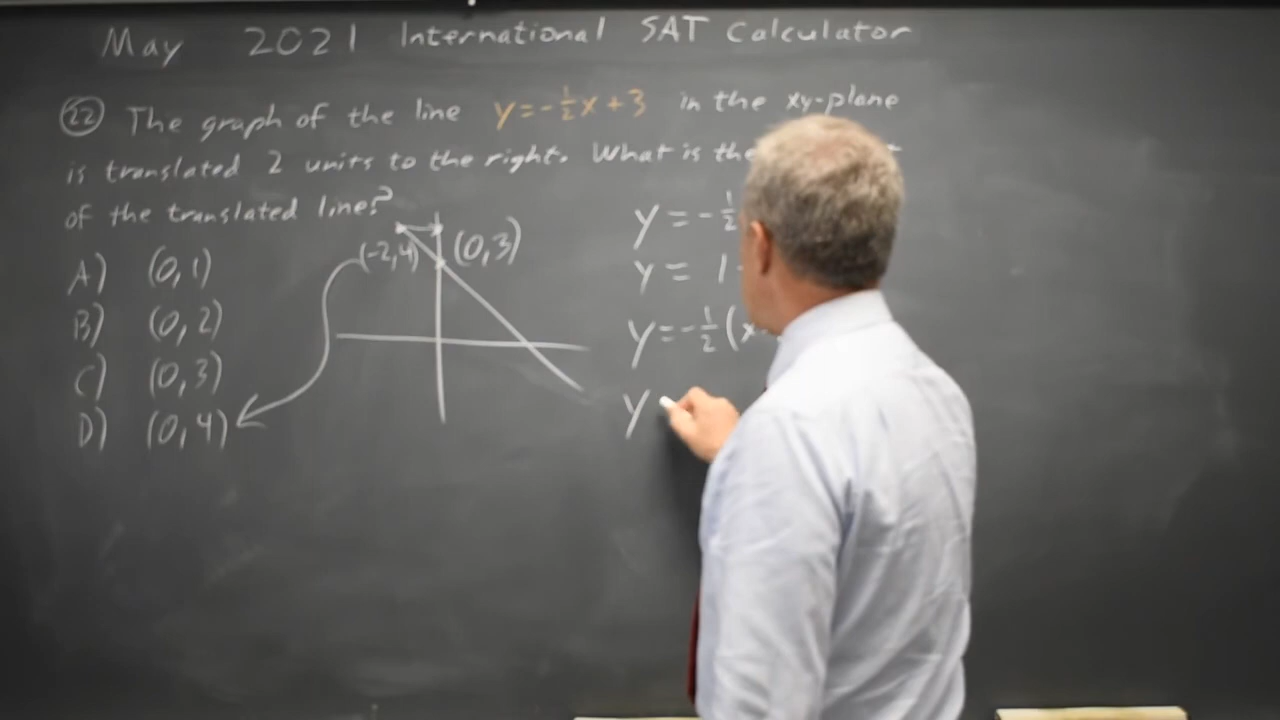 May 2021 International SAT Calculator
22 The graph of the line y=-½x+3 in the xy-plane
is translated 2 units to the right. What is the
of the translated line?
(-2,4) (0,3)
A) (0,1)
B) (0,2)
C) (0,3)
D) (0,4)
y=-½
y= 1
y=-½(x
y